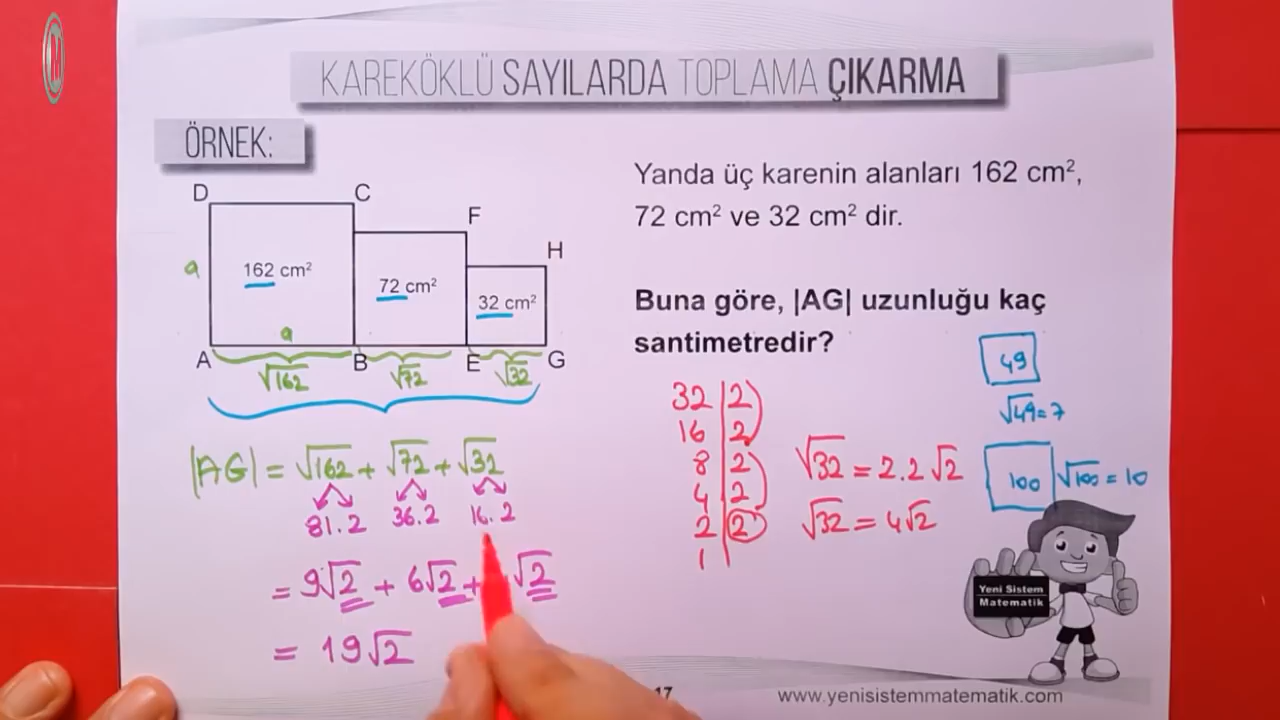 M
KAREKÖKLÜ SAYILARDA TOPLAMA ÇIKARMA
ÖRNEK:
D C F H
a 162 cm² 72 cm² 32 cm²
a
A B E G
√162 √72 √32
Yanda üç karenin alanları 162 cm²,
72 cm² ve 32 cm² dir.
Buna göre, |AG| uzunluğu kaç
santimetredir?
49
√49=7
100 √100=10
|AG| = √162 + √72 + √32
81.2 36.2 16.2
= 9√2 + 6√2 + √2
= 19√2
32 | 2
16 | 2
8 | 2
4 | 2
2 | 2
1
√32 = 2.2√2
√32 = 4√2
Yeni Sistem
Matematik
17
www.yenisistemmatematik.com